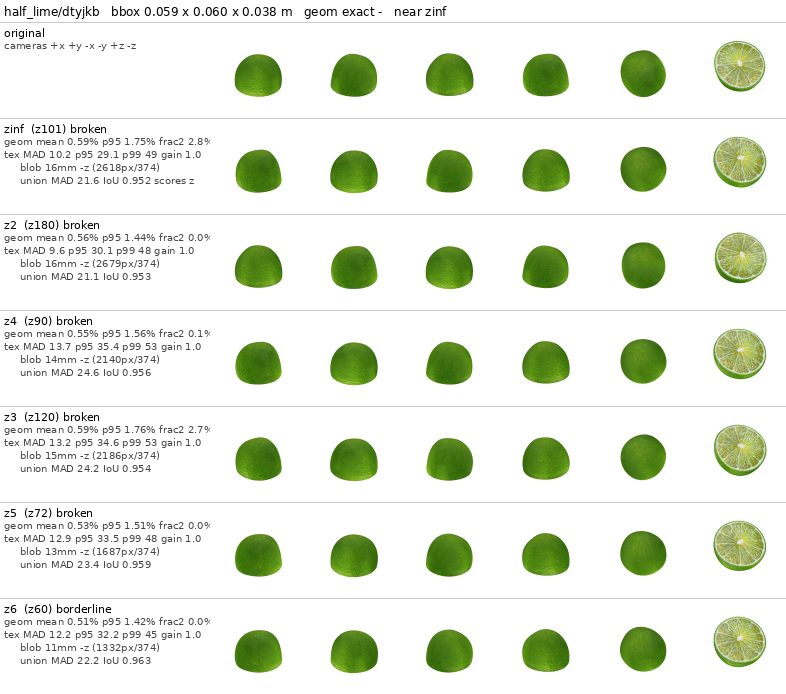 half_lime/dtyjkb   bbox 0.059 x 0.060 x 0.038 m   geom exact -   near zinf
original
cameras +x +y -x -y +z -z
zinf  (z101) broken
geom mean 0.59% p95 1.75% frac2 2.8%
tex MAD 10.2 p95 29.1 p99 49 gain 1.0
blob 16mm -z (2618px/374)
union MAD 21.6 IoU 0.952 scores z
z2  (z180) broken
geom mean 0.56% p95 1.44% frac2 0.0%
tex MAD 9.6 p95 30.1 p99 48 gain 1.0
blob 16mm -z (2679px/374)
union MAD 21.1 IoU 0.953
z4  (z90) broken
geom mean 0.55% p95 1.56% frac2 0.1%
tex MAD 13.7 p95 35.4 p99 53 gain 1.0
blob 14mm -z (2140px/374)
union MAD 24.6 IoU 0.956
z3  (z120) broken
geom mean 0.59% p95 1.76% frac2 2.7%
tex MAD 13.2 p95 34.6 p99 53 gain 1.0
blob 15mm -z (2186px/374)
union MAD 24.2 IoU 0.954
z5  (z72) broken
geom mean 0.53% p95 1.51% frac2 0.0%
tex MAD 12.9 p95 33.5 p99 48 gain 1.0
blob 13mm -z (1687px/374)
union MAD 23.4 IoU 0.959
z6  (z60) borderline
geom mean 0.51% p95 1.42% frac2 0.0%
tex MAD 12.2 p95 32.2 p99 45 gain 1.0
blob 11mm -z (1332px/374)
union MAD 22.2 IoU 0.963